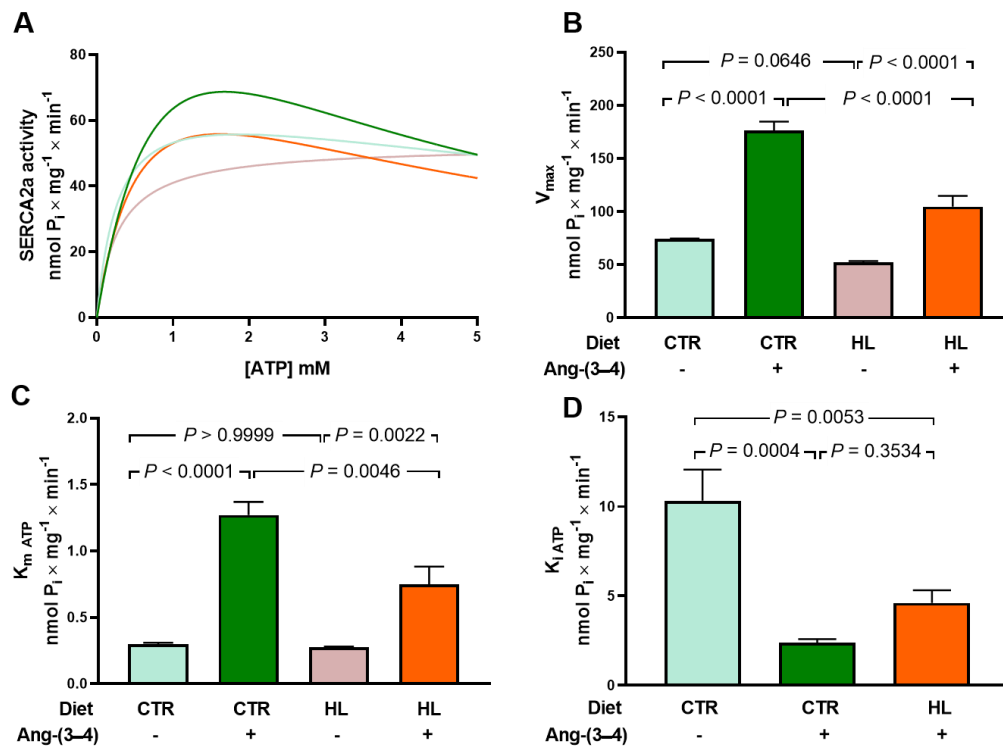 A
SERCA2a activity
nmol Pi × mg-1 × min-1
80
60
40
20
0
0 1 2 3 4 5
[ATP] mM
B
Vmax
nmol Pi × mg-1 × min-1
250
200
150
100
50
0
P = 0.0646 P < 0.0001
P < 0.0001 P < 0.0001
Diet CTR CTR HL HL
Ang-(3–4) - + - +
C
Km ATP
nmol Pi × mg-1 × min-1
2.0
1.5
1.0
0.5
0.0
P > 0.9999 P = 0.0022
P < 0.0001 P = 0.0046
Diet CTR CTR HL HL
Ang-(3–4) - + - +
D
Ki ATP
nmol Pi × mg-1 × min-1
15
10
5
0
P = 0.0053
P = 0.0004 P = 0.3534
Diet CTR CTR HL
Ang-(3–4) - + +